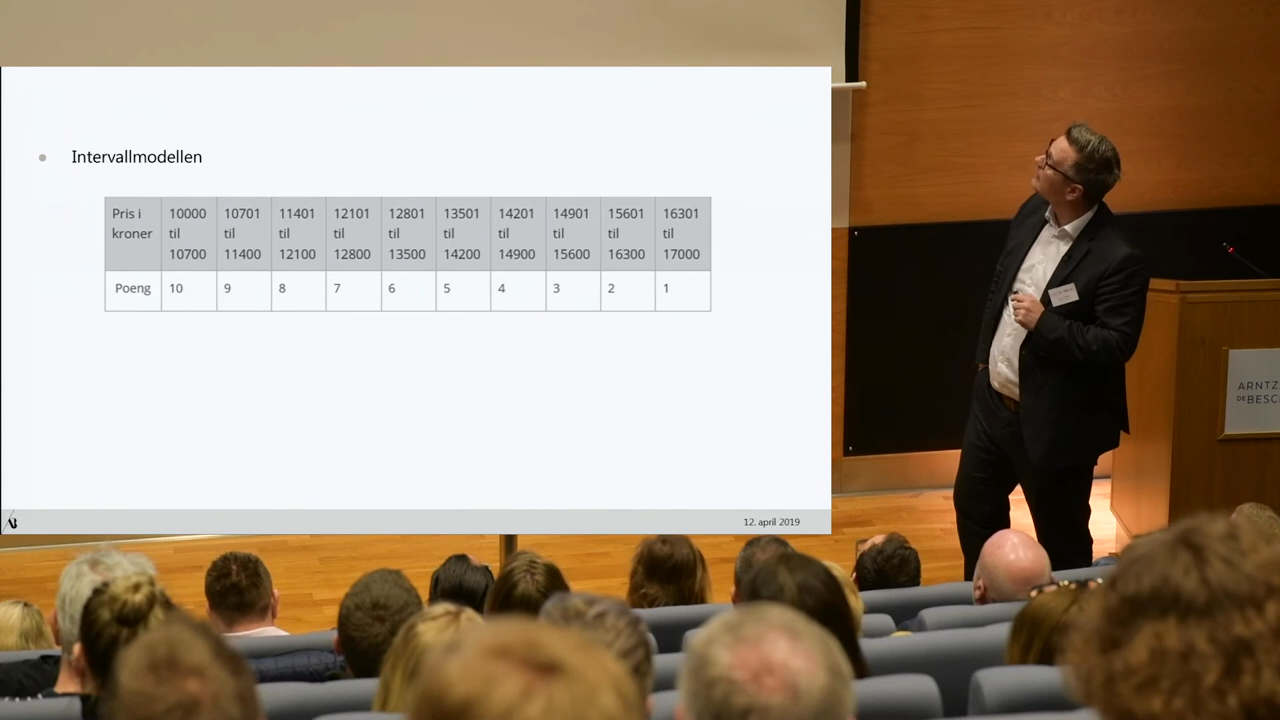 Intervallmodellen
Pris i kroner 10000 til 10700 10701 til 11400 11401 til 12100 12101 til 12800 12801 til 13500 13501 til 14200 14201 til 14900 14901 til 15600 15601 til 16300 16301 til 17000
Poeng 10 9 8 7 6 5 4 3 2 1
12. april 2019
ARNTZ
DE BESC